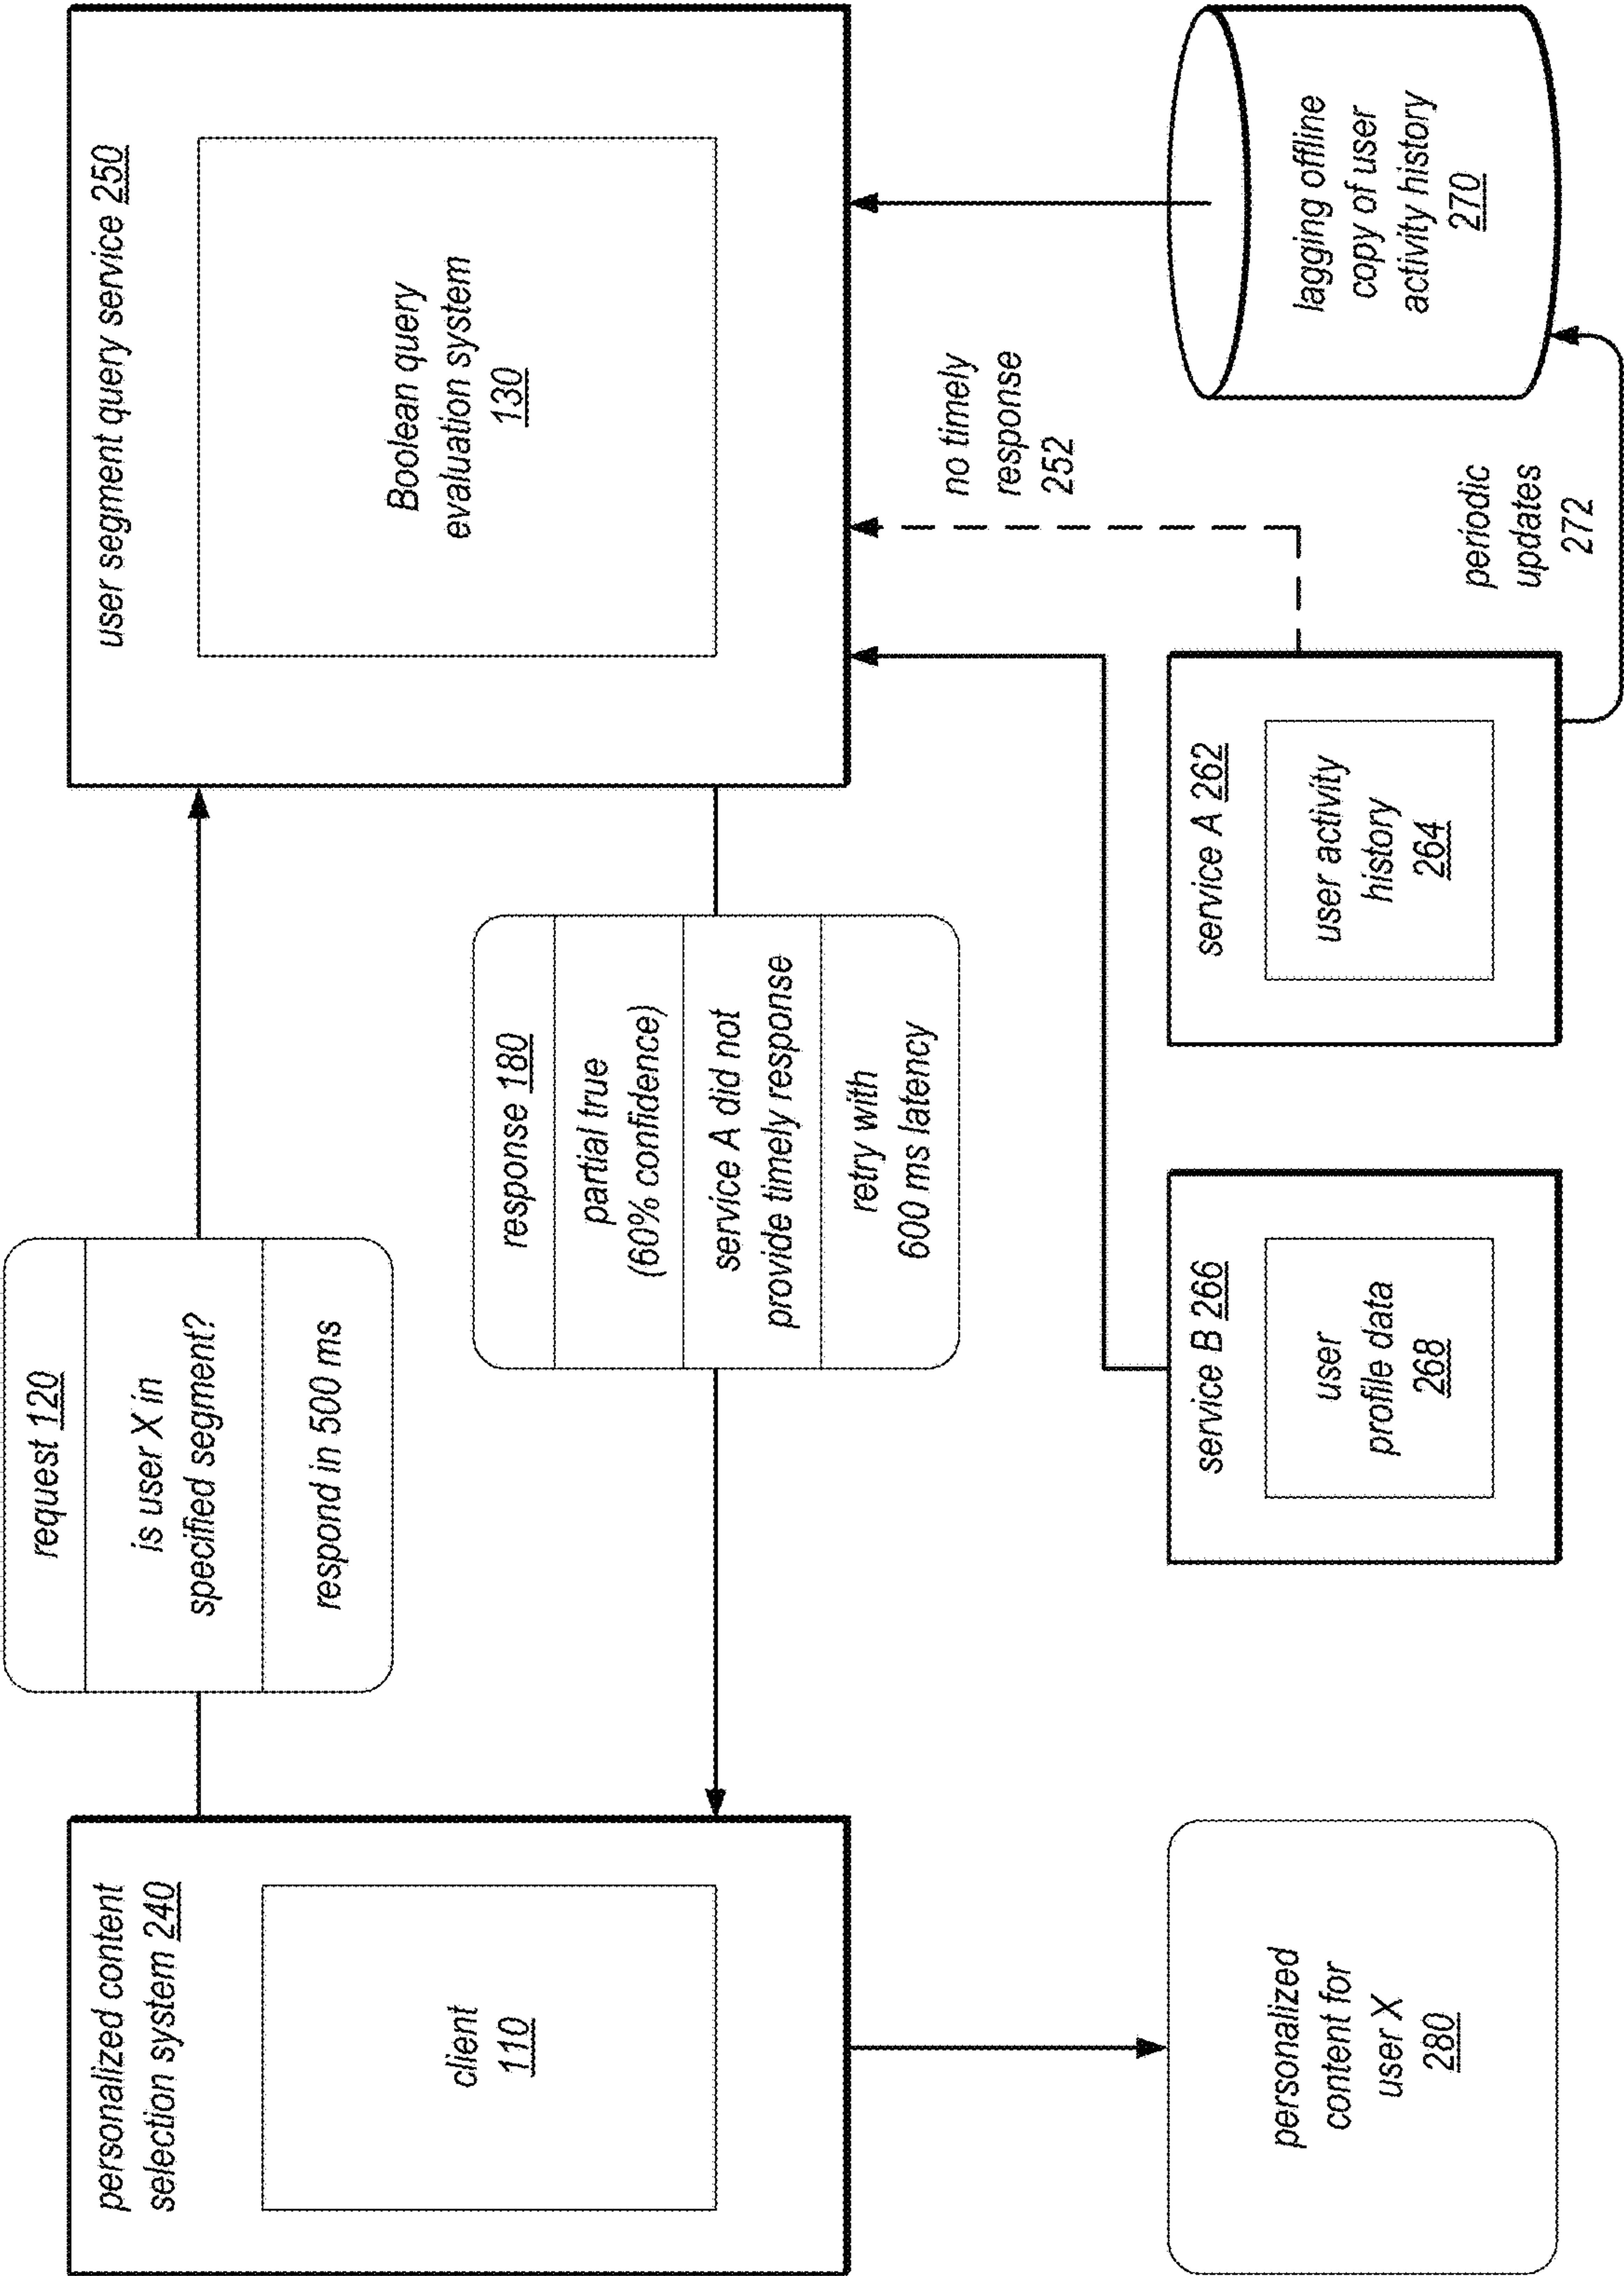 personalized content
selection system 240
client
110
request 120
is user X in
specified segment?
respond in 500 ms
response 180
partial true
(60% confidence)
service A did not
provide timely response
retry with
600 ms latency
user segment query service 250
Boolean query
evaluation system
130
personalized
content for
user X
280
service B 266
user
profile data
268
service A 262
user activity
history
264
no timely
response
252
periodic
updates
272
lagging offline
copy of user
activity history
270